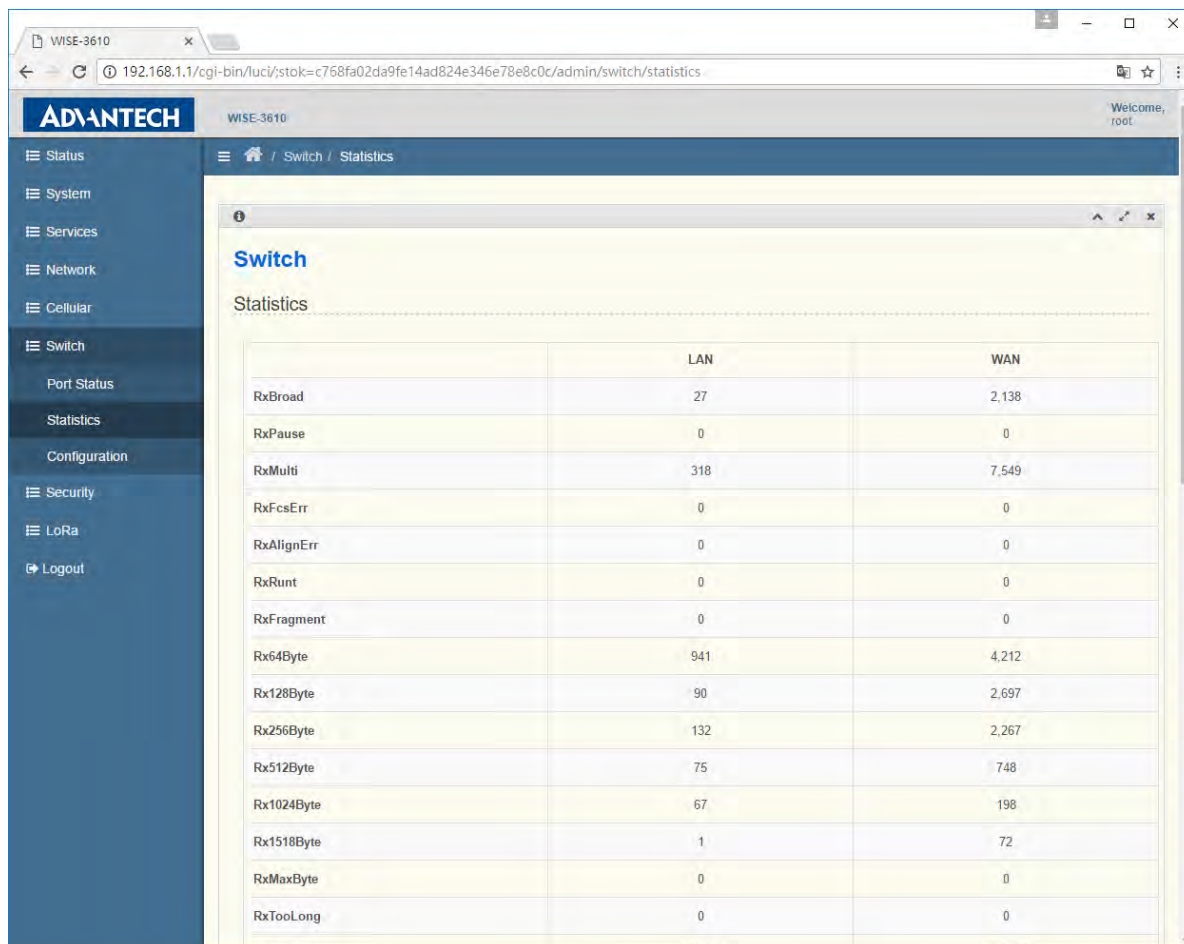 WISE-3610
192.168.1.1/cgi-bin/luci/;stok=c768fa02da9fe14ad824e346e78e8c0c/admin/switch/statistics
ADVANTECH WISE-3610 Welcome, root
Status
/ Switch / Statistics
System
Services
Network
Cellular
Switch
Port Status
Statistics
Configuration
Security
LoRa
Logout
Switch
Statistics
LAN WAN
RxBroad 27 2,138
RxPause 0 0
RxMulti 318 7,549
RxFcsErr 0 0
RxAlignErr 0 0
RxRunt 0 0
RxFragment 0 0
Rx64Byte 941 4,212
Rx128Byte 90 2,697
Rx256Byte 132 2,267
Rx512Byte 75 748
Rx1024Byte 67 198
Rx1518Byte 1 72
RxMaxByte 0 0
RxTooLong 0 0